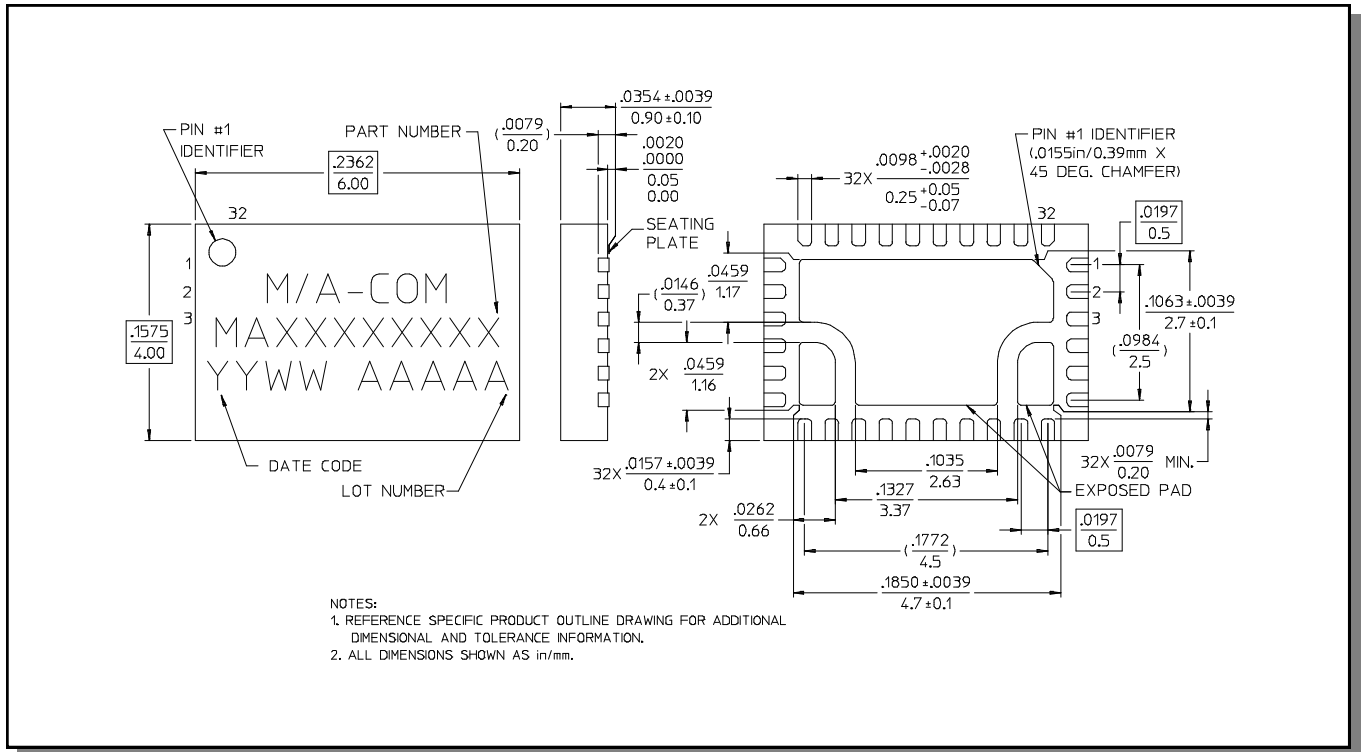 PIN #1
IDENTIFIER
PART NUMBER
.2362
6.00
32
1
2
3
.1575
4.00
M/A-COM
MAXXXXXXXXX
YYWW AAAAA
DATE CODE
LOT NUMBER
.0354 ±.0039
0.90 ±0.10
(.0079
0.20)
.0020
.0000
0.05
0.00
SEATING
PLATE
32X .0098 +.0020
-.0028
0.25 +0.05
-0.07
PIN #1 IDENTIFIER
(.0155in/0.39mm X
45 DEG. CHAMFER)
32
.0197
0.5
1
2
3
.0459
1.17
(.0146
0.37)
2X .0459
1.16
.1063 ±.0039
2.7 ±0.1
(.0984
2.5)
32X .0157 ±.0039
0.4 ±0.1
.1035
2.63
32X .0079 MIN.
0.20
EXPOSED PAD
.1327
3.37
2X .0262
0.66
.0197
0.5
(.1772
4.5)
.1850 ±.0039
4.7 ±0.1
NOTES:
1. REFERENCE SPECIFIC PRODUCT OUTLINE DRAWING FOR ADDITIONAL
DIMENSIONAL AND TOLERANCE INFORMATION.
2. ALL DIMENSIONS SHOWN AS in/mm.